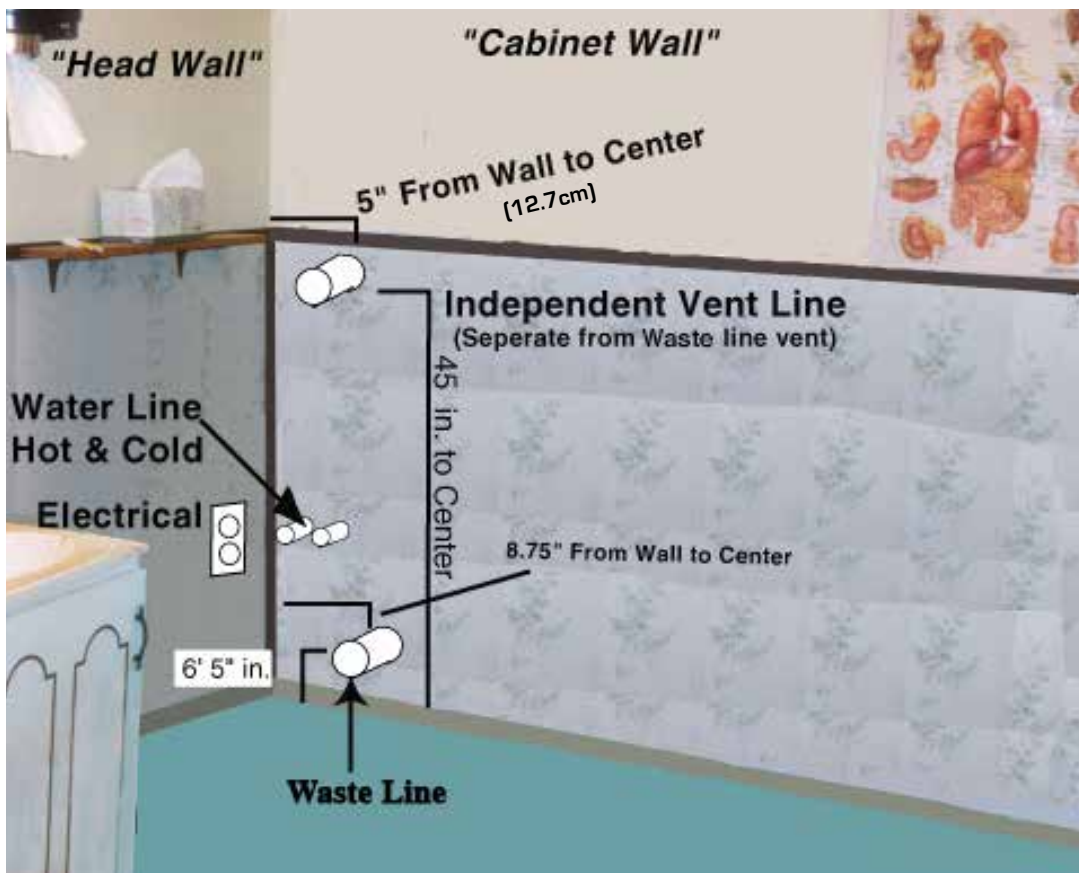 "Head Wall"
"Cabinet Wall"
5" From Wall to Center
(12.7cm)
Independent Vent Line
(Seperate from Waste line vent)
45 in. to Center
Water Line
Hot & Cold
Electrical
8.75" From Wall to Center
6' 5" in.
Waste Line